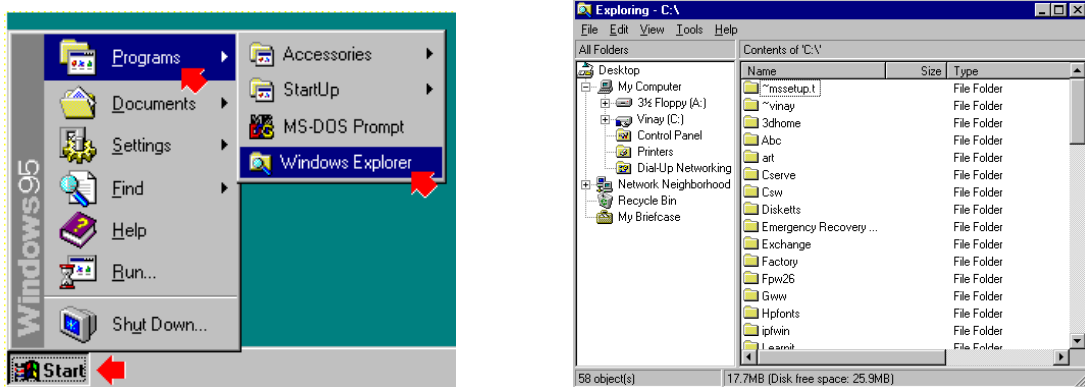 Windows95
Programs
Documents
Settings
Find
Help
Run...
Shut Down...
Start
Accessories
StartUp
MS-DOS Prompt
Windows Explorer
Exploring - C:\
File Edit View Tools Help
All Folders
Contents of 'C:\'
Desktop
My Computer
3½ Floppy (A:)
Vinay (C:)
Control Panel
Printers
Dial-Up Networking
Network Neighborhood
Recycle Bin
My Briefcase
Name Size Type
~mssetup.t File Folder
~vinay File Folder
3dhome File Folder
Abc File Folder
art File Folder
Cserve File Folder
Csw File Folder
Disketts File Folder
Emergency Recovery ... File Folder
Exchange File Folder
Factory File Folder
Fpw26 File Folder
Gww File Folder
Hpfonts File Folder
ipfwin File Folder
Learnit File Folder
58 object(s) 17.7MB (Disk free space: 25.9MB)